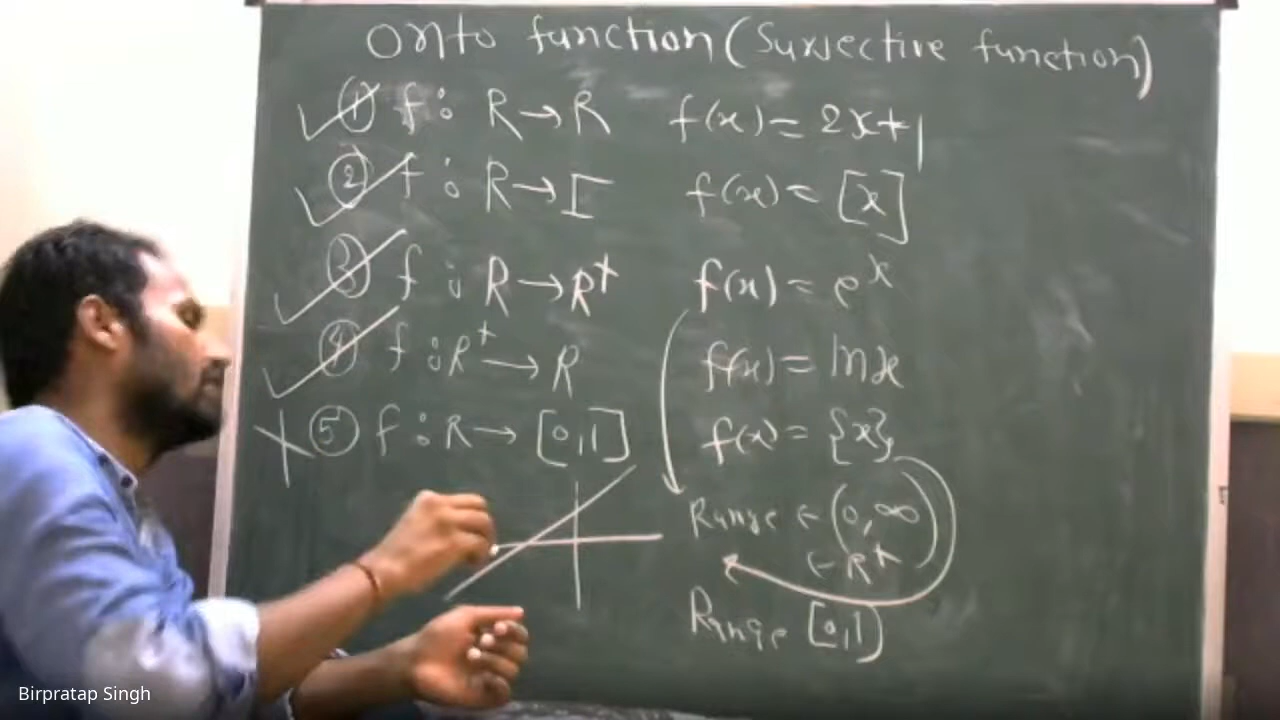 Onto function (Surjective function)
① f: R→R f(x) = 2x+1
② f: R→I f(x) = [x]
③ f: R→R⁺ f(x) = e^x
④ f: R⁺→R f(x) = lnx
⑤ f: R→[0,1] f(x) = {x}
Range ← (0,∞)
← R⁺
Range [0,1)
Birpratap Singh